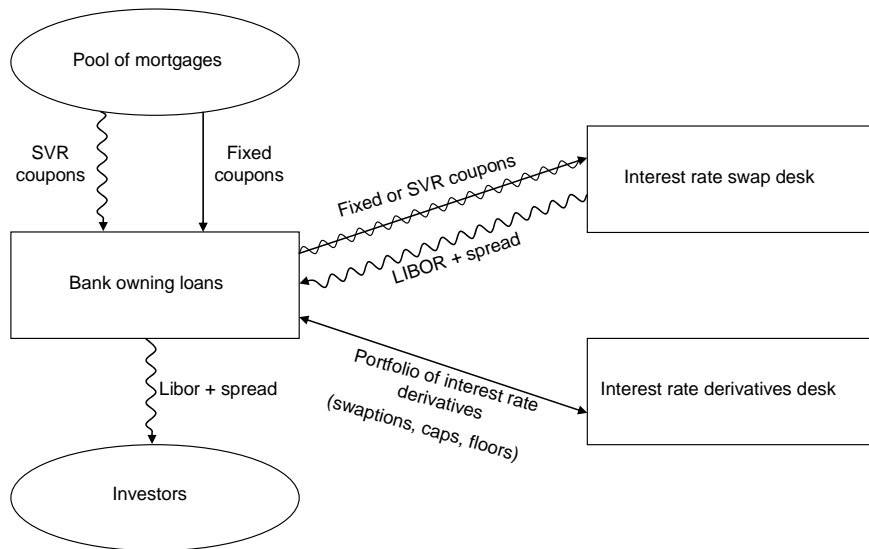 Pool of mortgages
SVR
coupons
Fixed
coupons
Fixed or SVR coupons
Interest rate swap desk
LIBOR + spread
Bank owning loans
Portfolio of interest rate
derivatives
(swaptions, caps, floors)
Interest rate derivatives desk
Libor + spread
Investors